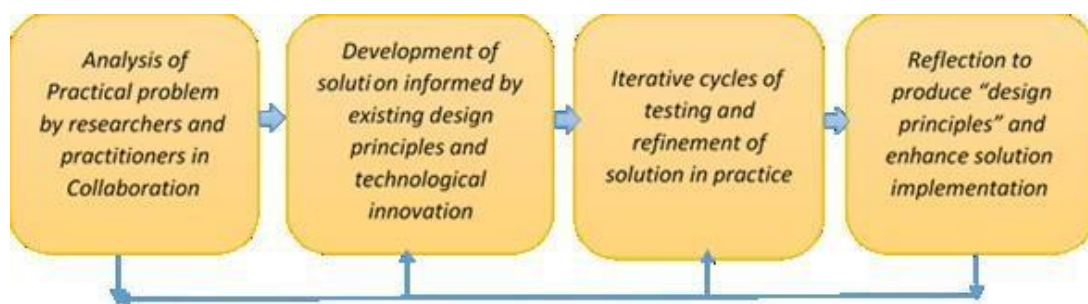 Analysis of
Practical problem
by researchers and
practitioners in
Collaboration
Development of
solution informed by
existing design
principles and
technological
innovation
Iterative cycles of
testing and
refinement of
solution in practice
Reflection to
produce “design
principles” and
enhance solution
implementation